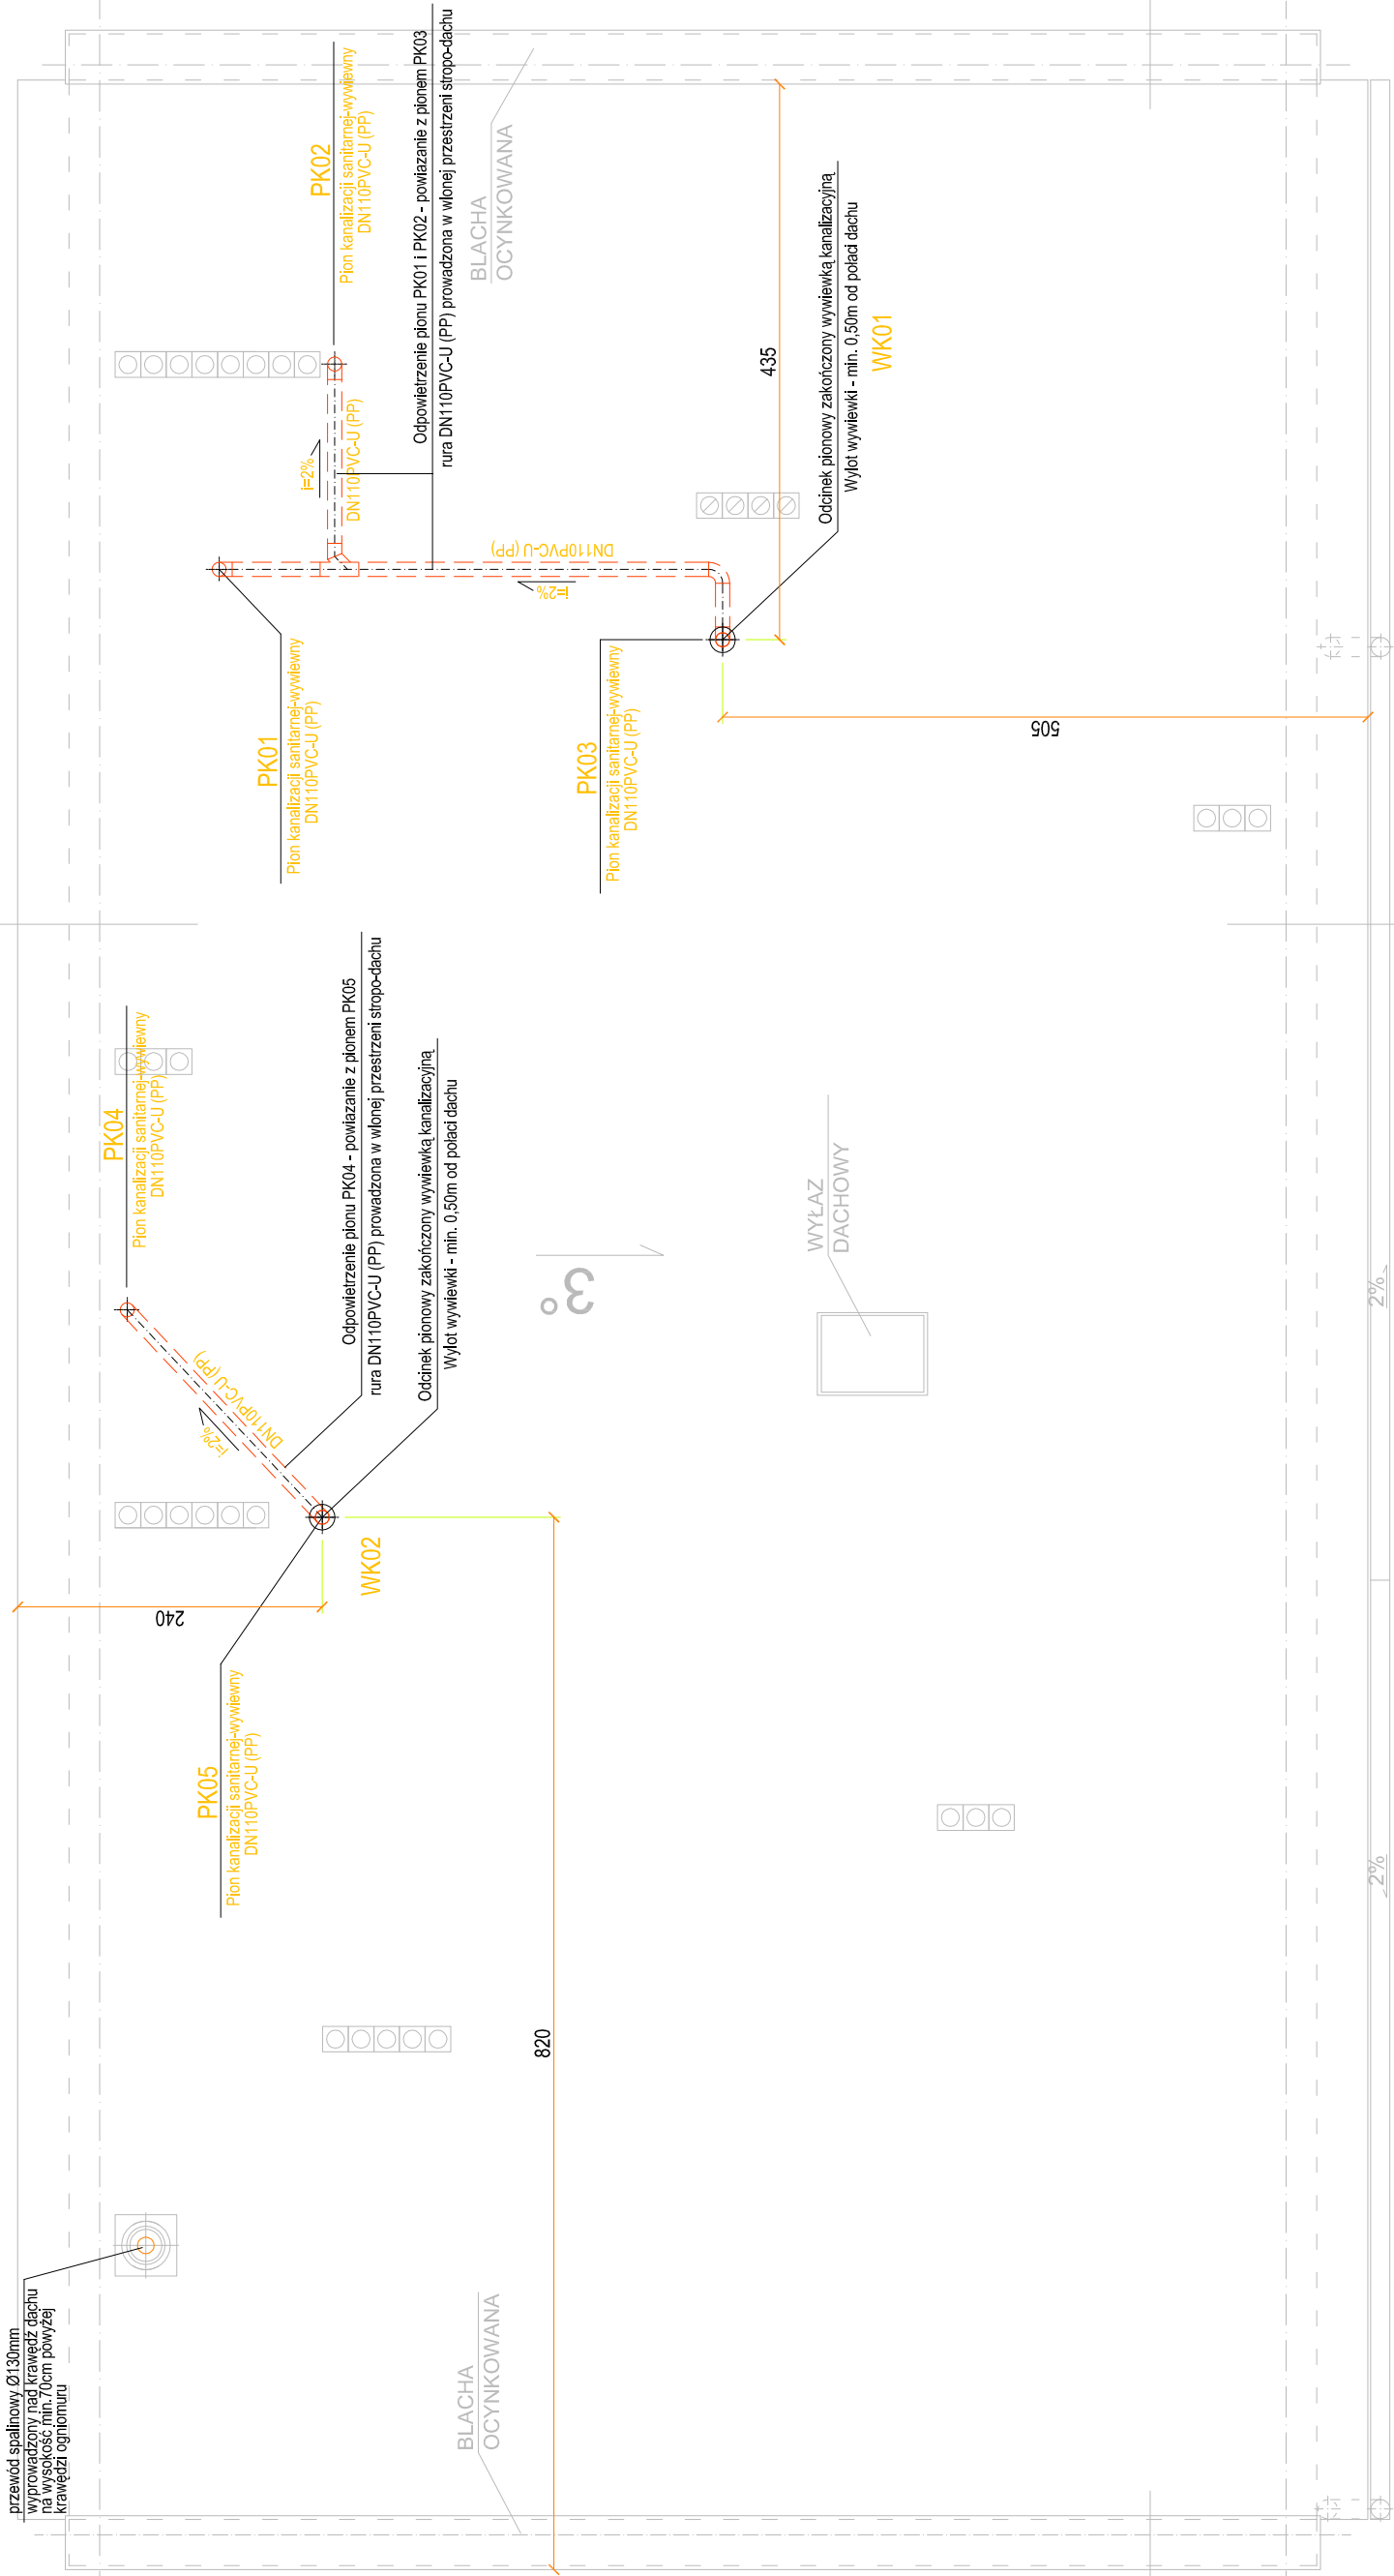 przewód spalinowy Ø130mm
wyprowadzony nad krawędź dachu
na wysokość min.70cm powyżej
krawędzi ogniomuru
PK05
Pion kanalizacji sanitarnej-wywiewny
DN110PVC-U (PP)
240
WK02
PK04
Pion kanalizacji sanitarnej-wywiewny
DN110PVC-U (PP)
DN110PVC-U (PP)
i=2%
Odpowietrzenie pionu PK04 - powiazanie z pionem PK05
rura DN110PVC-U (PP) prowadzona w wlonej przestrzeni stropo-dachu
Odcinek pionowy zakończony wywiewką kanalizacyjną
Wylot wywiewki - min. 0,50m od połaci dachu
PK01
Pion kanalizacji sanitarnej-wywiewny
DN110PVC-U (PP)
PK02
Pion kanalizacji sanitarnej-wywiewny
DN110PVC-U (PP)
i=2%
DN110PVC-U (PP)
Odpowietrzenie pionu PK01 i PK02 - powiazanie z pionem PK03
rura DN110PVC-U (PP) prowadzona w wlonej przestrzeni stropo-dachu
BLACHA
OCYNKOWANA
DN110PVC-U (PP)
i=2%
PK03
Pion kanalizacji sanitarnej-wywiewny
DN110PVC-U (PP)
435
Odcinek pionowy zakończony wywiewką kanalizacyjną
Wylot wywiewki - min. 0,50m od połaci dachu
WK01
505
820
BLACHA
OCYNKOWANA
3°
WYŁAZ
DACHOWY
2%
2%